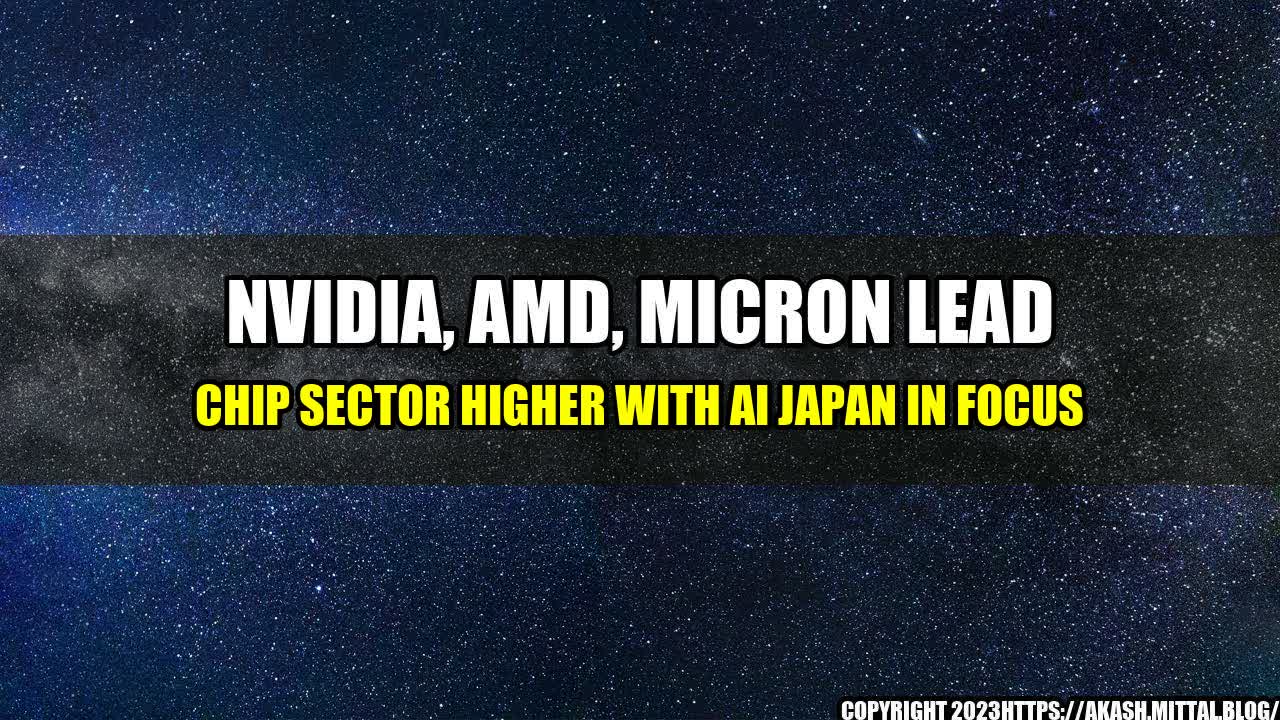 NVIDIA, AMD, MICRON LEAD
CHIP SECTOR HIGHER WITH AI JAPAN IN FOCUS
COPYRIGHT 2023HTTPS://AKASH.MITTAL.BLOG/